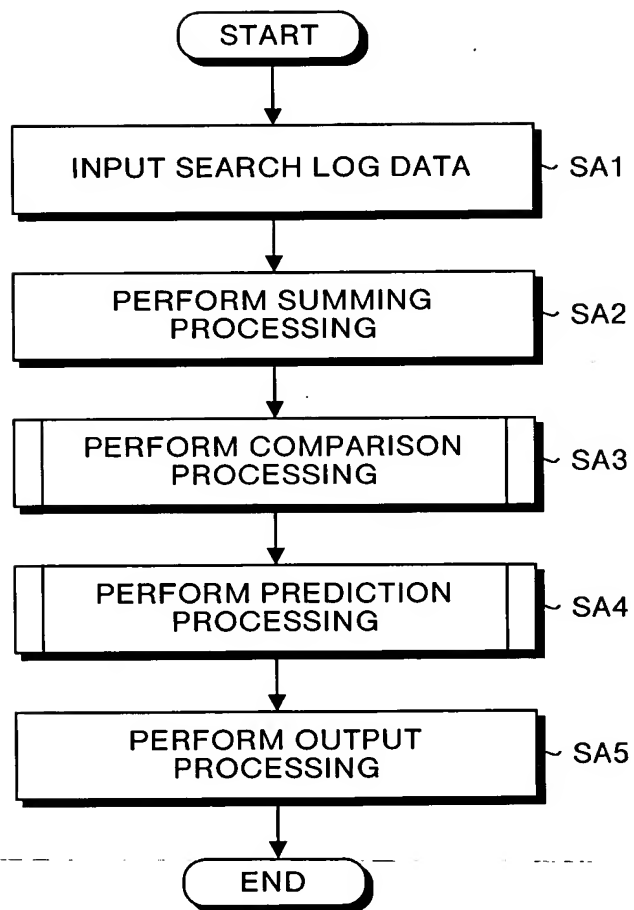 START
INPUT SEARCH LOG DATA
SA1
PERFORM SUMMING
PROCESSING
SA2
PERFORM COMPARISON
PROCESSING
SA3
PERFORM PREDICTION
PROCESSING
SA4
PERFORM OUTPUT
PROCESSING
SA5
END